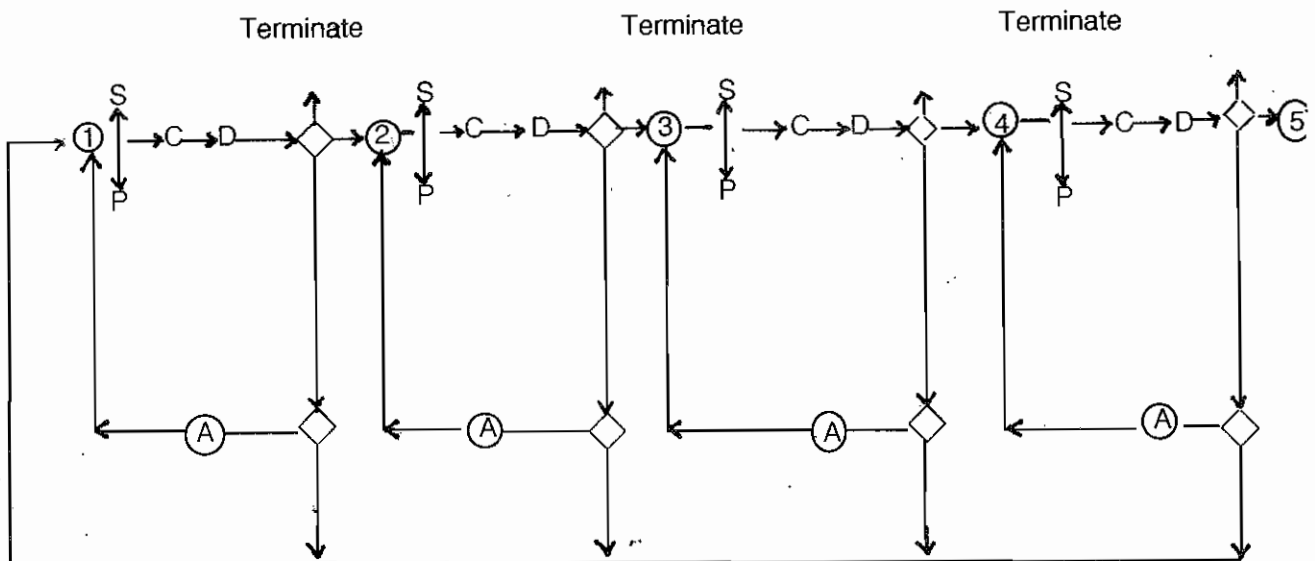 Terminate Terminate Terminate
S S S S
1 C D 2 C D 3 C D 4 C D 5
P P P P
A A A A